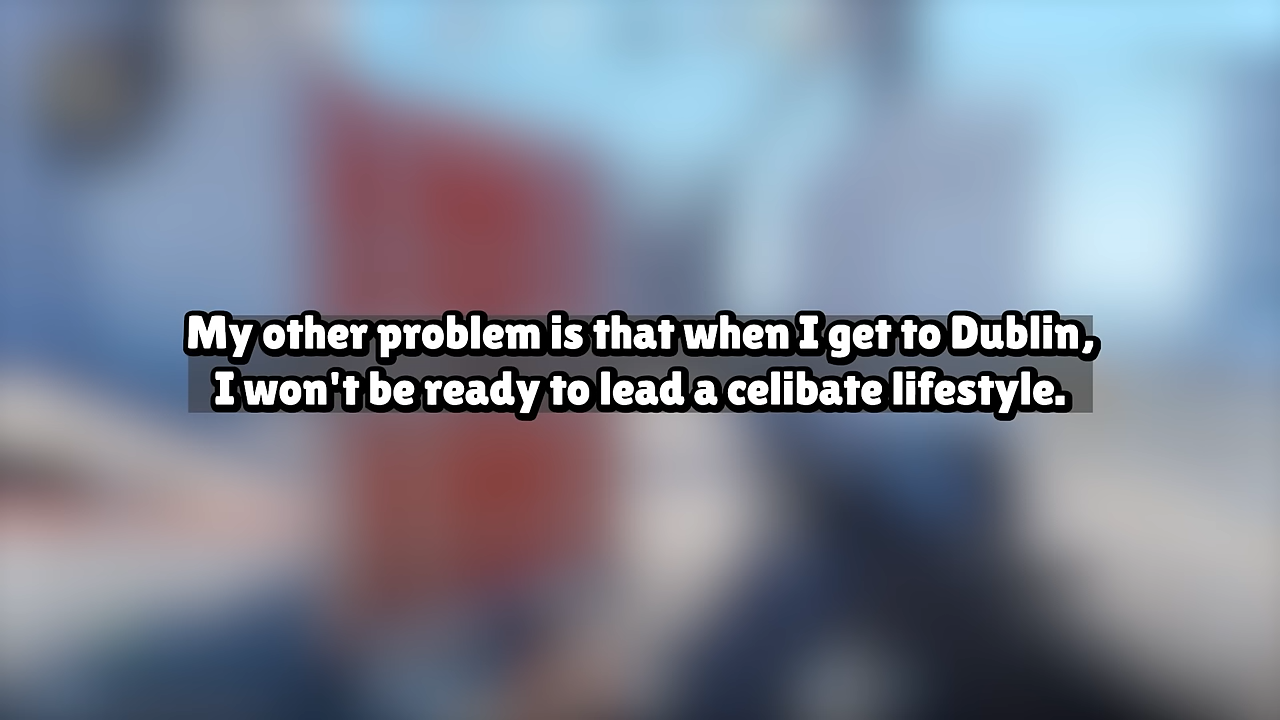 My other problem is that when I get to Dublin,
I won't be ready to lead a celibate lifestyle.